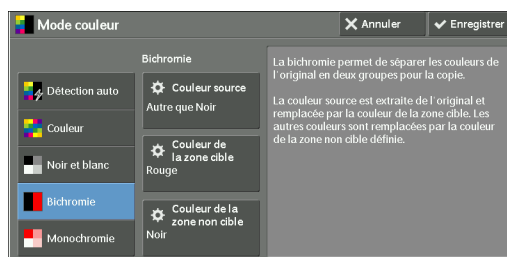 Mode couleur
Annuler
Enregistrer
Détection auto
Couleur
Noir et blanc
Bichromie
Monochromie
Bichromie
Couleur source
Autre que Noir
Couleur de
la zone cible
Rouge
Couleur de la
zone non cible
Noir
La bichromie permet de séparer les couleurs de
l'original en deux groupes pour la copie.
La couleur source est extraite de l'original et
remplacée par la couleur de la zone cible. Les
autres couleurs sont remplacées par la couleur
de la zone non cible définie.